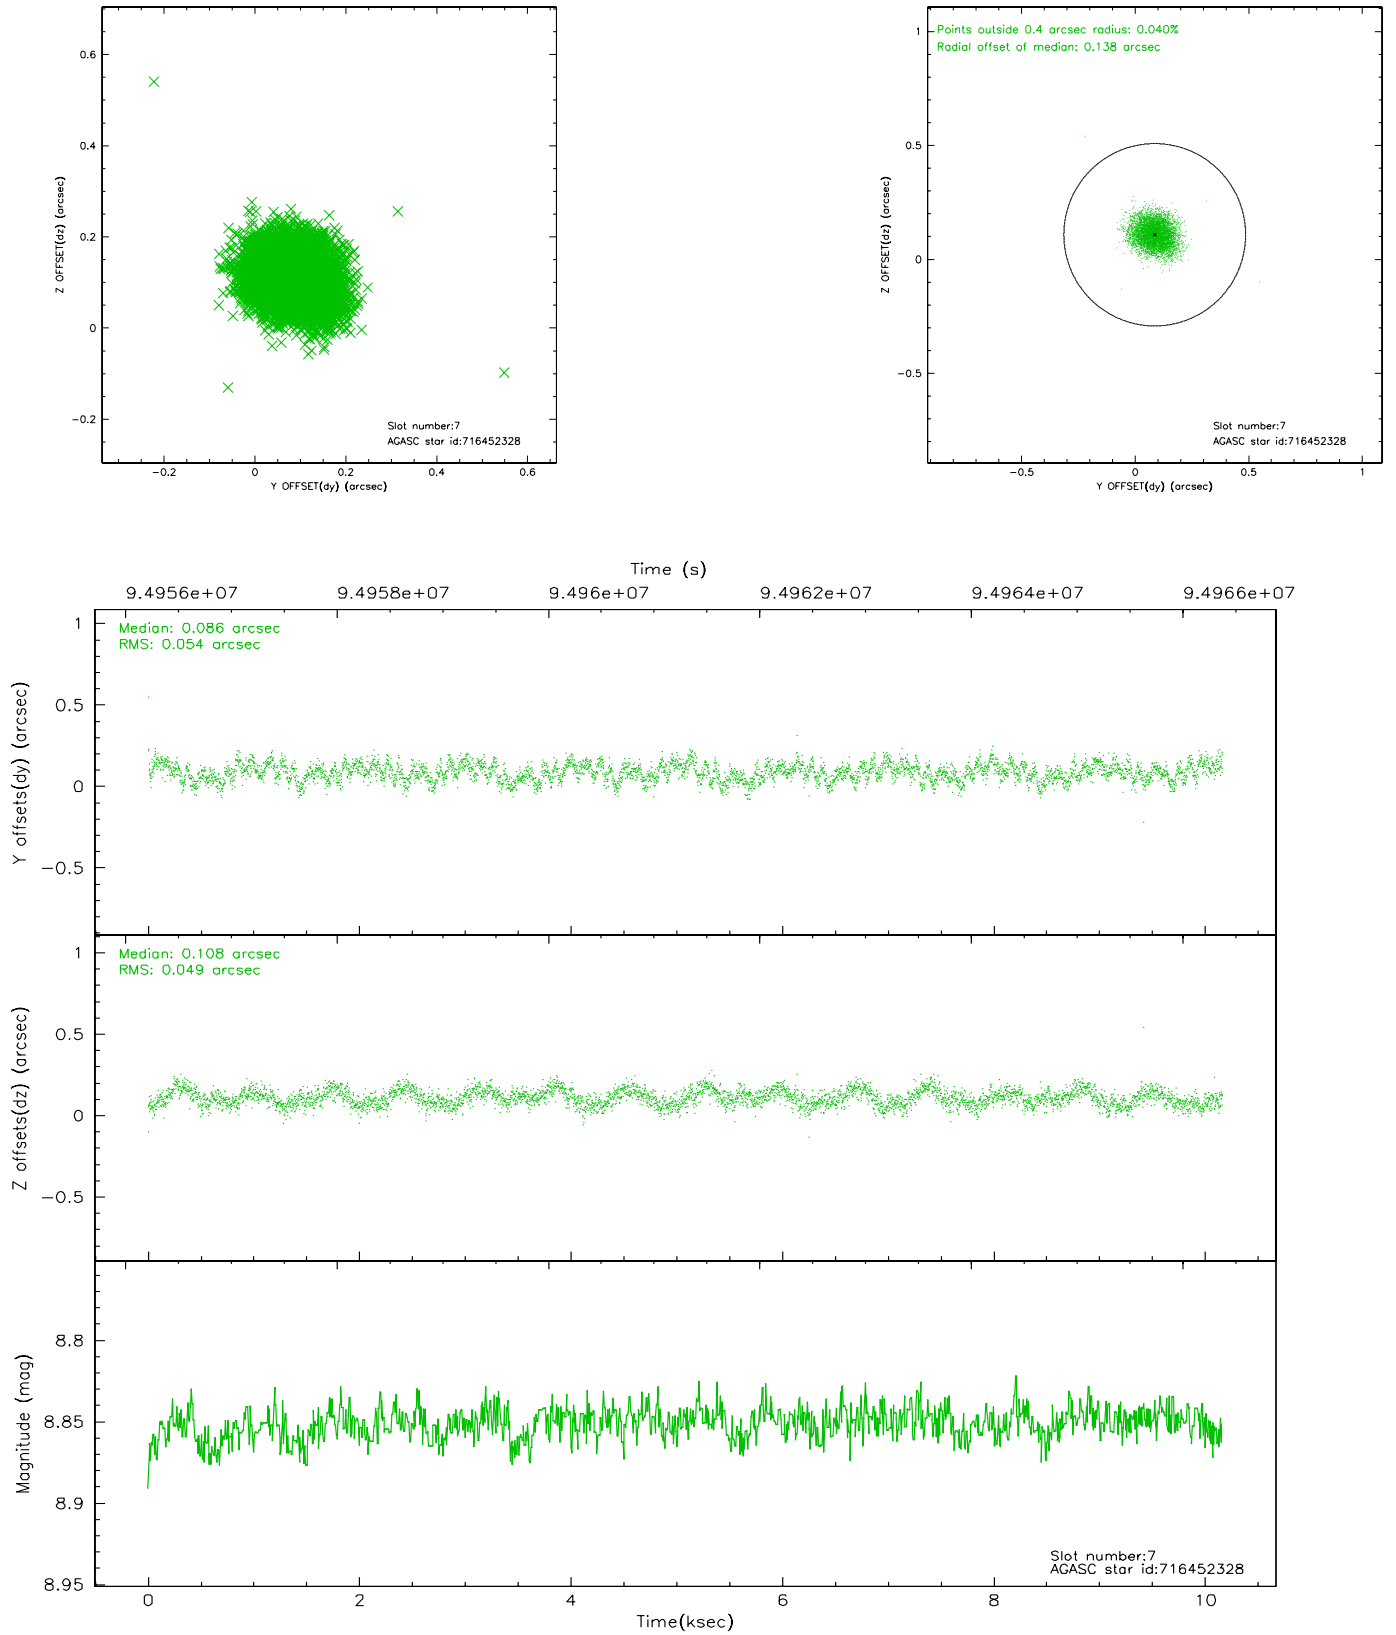 0.6
0.4
0.2
0
−0.2
Z OFFSET(dz) (arcsec)
Slot number:7
AGASC star id:716452328
−0.2 0 0.2 0.4 0.6
Y OFFSET(dy) (arcsec)
Points outside 0.4 arcsec radius: 0.040%
Radial offset of median: 0.138 arcsec
1
0.5
0
−0.5
Z OFFSET(dz) (arcsec)
Slot number:7
AGASC star id:716452328
−0.5 0 0.5 1
Y OFFSET(dy) (arcsec)
Time (s)
9.4956e+07 9.4958e+07 9.496e+07 9.4962e+07 9.4964e+07 9.4966e+07
Median: 0.086 arcsec
RMS: 0.054 arcsec
1
0.5
0
−0.5
Y offsets(dy) (arcsec)
Median: 0.108 arcsec
RMS: 0.049 arcsec
1
0.5
0
−0.5
Z offsets(dz) (arcsec)
8.8
8.85
8.9
8.95
Magnitude (mag)
Slot number:7
AGASC star id:716452328
0 2 4 6 8 10
Time(ksec)